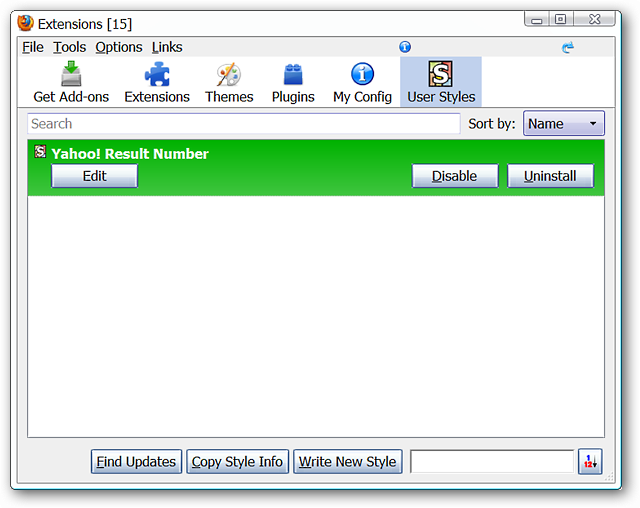 Extensions [15]
File Tools Options Links
Get Add-ons Extensions Themes Plugins My Config User Styles
Search Sort by: Name
Yahoo! Result Number
Edit Disable Uninstall
Find Updates Copy Style Info Write New Style